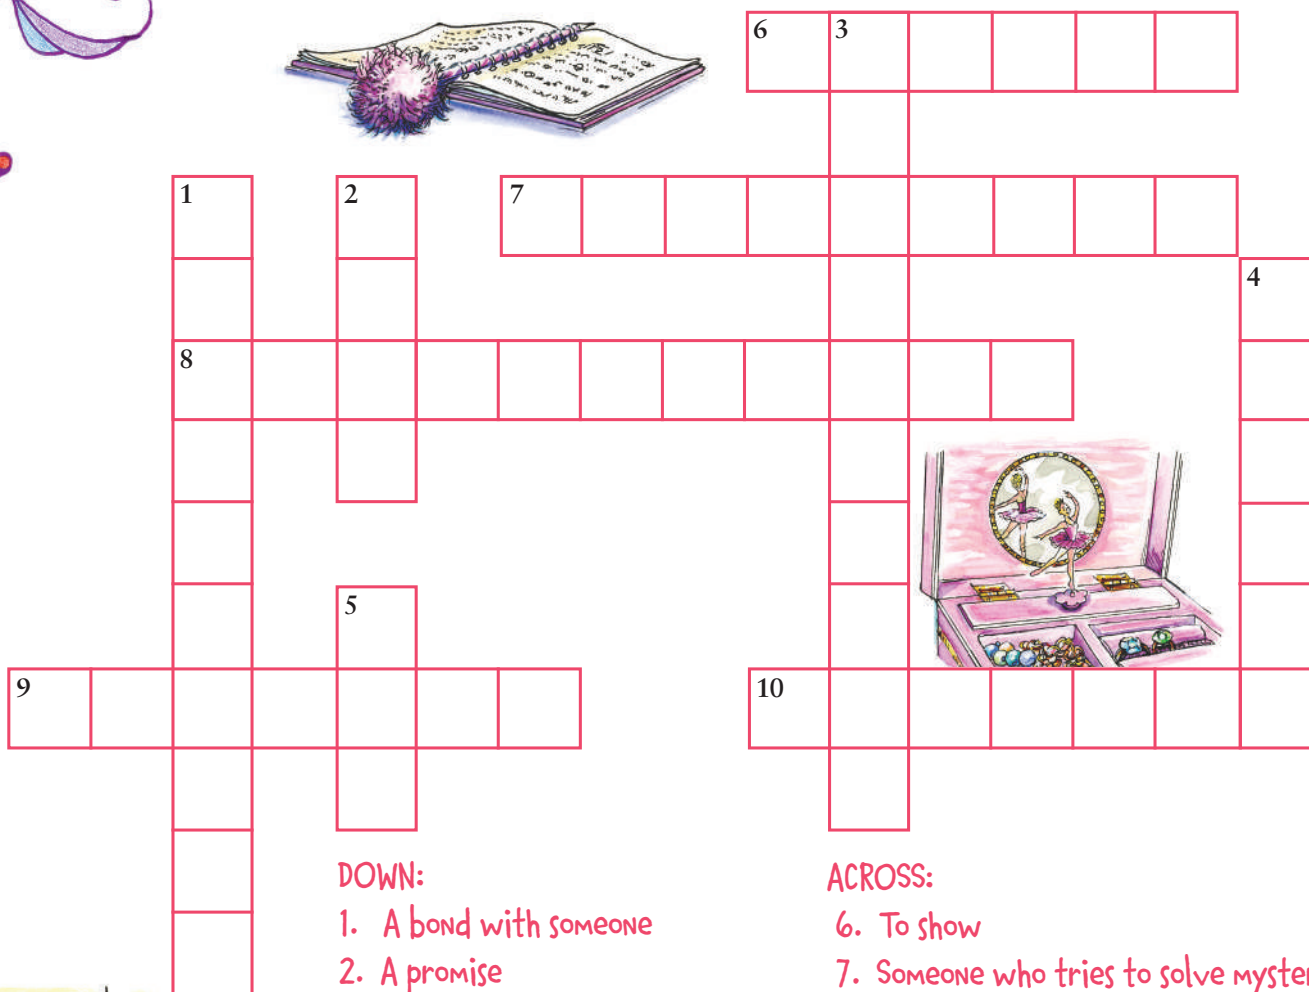 6 3
1 2 7
4
8
5
9 10
DOWN:
1. A bond with someone
2. A promise
ACROSS:
6. To show
7. Someone who tries to solve